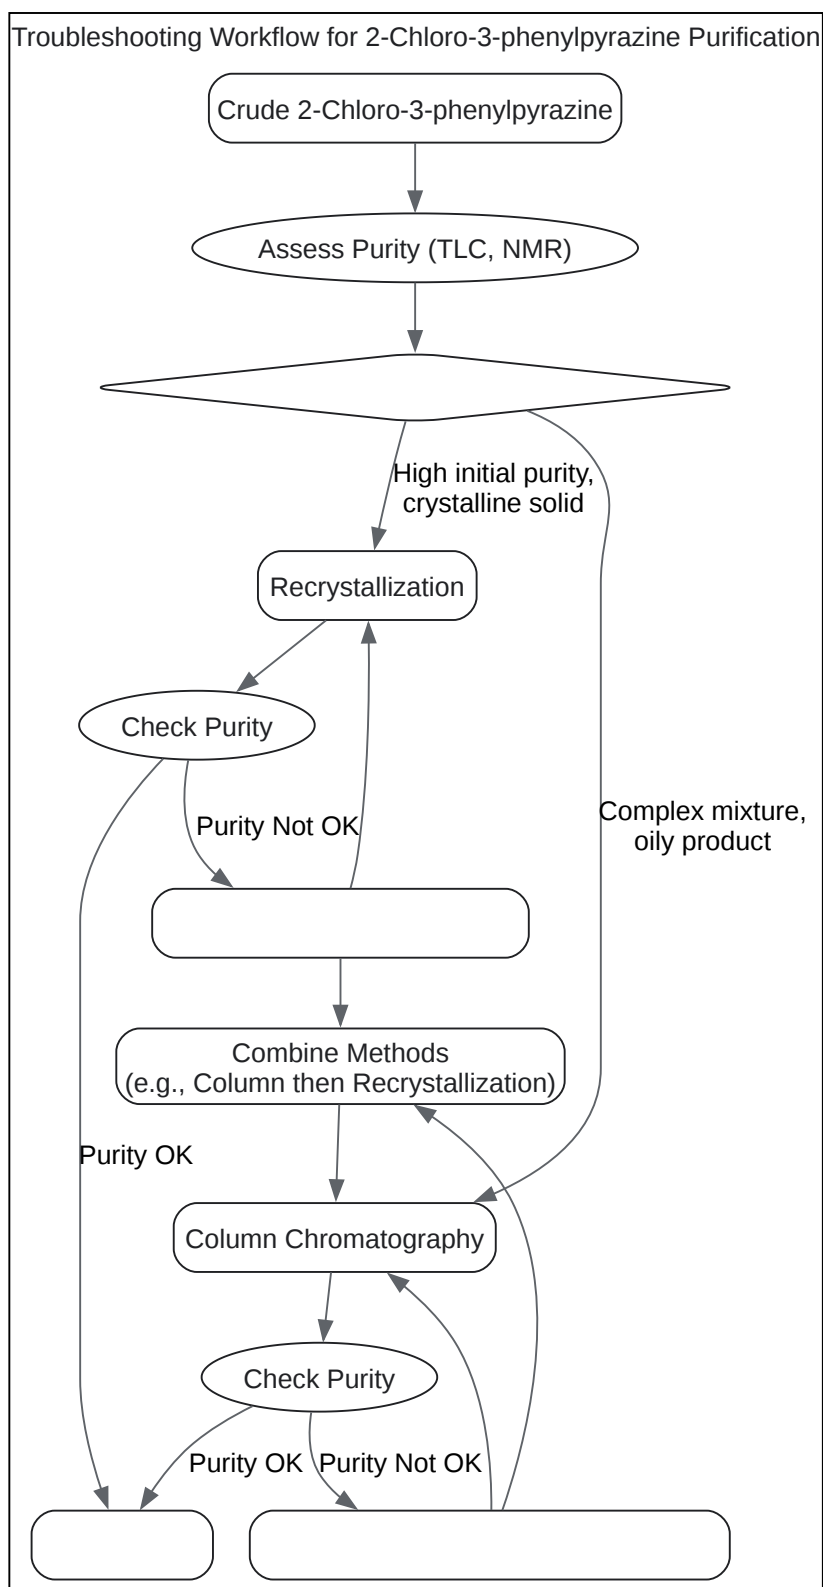 Troubleshooting Workflow for 2-Chloro-3-phenylpyrazine Purification
Crude 2-Chloro-3-phenylpyrazine
Assess Purity (TLC, NMR)
High initial purity,
crystalline solid
Recrystallization
Check Purity
Purity Not OK
Complex mixture,
oily product
Combine Methods
(e.g., Column then Recrystallization)
Purity OK
Column Chromatography
Check Purity
Purity OK
Purity Not OK